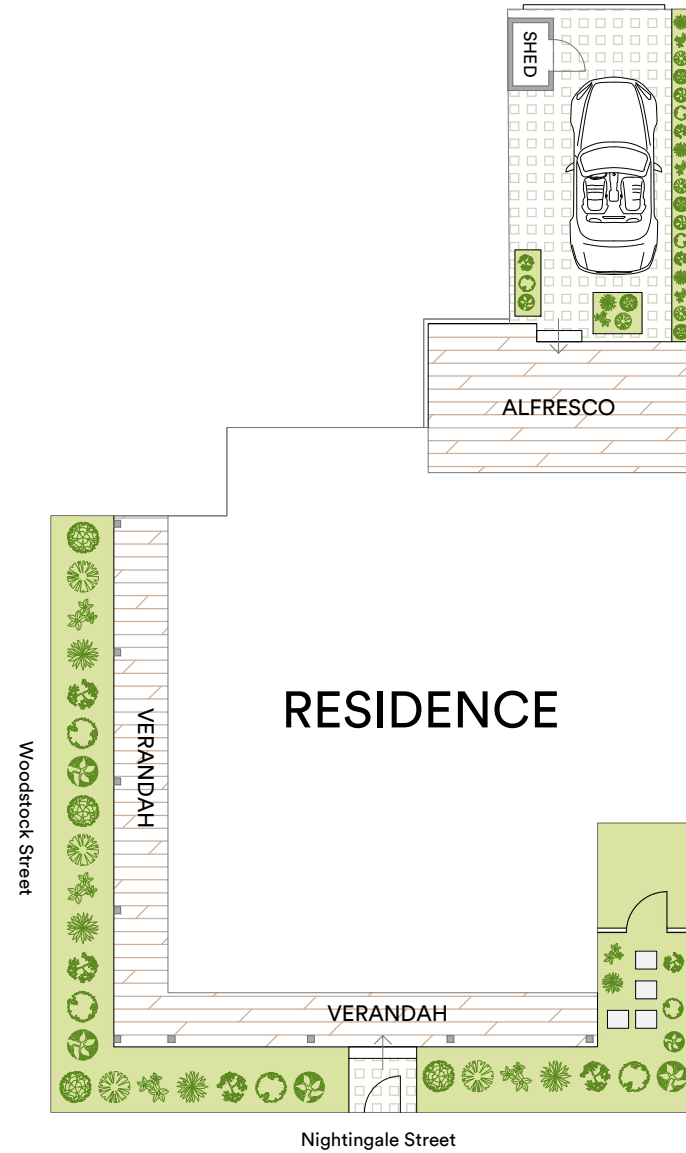 SHED
ALFRESCO
RESIDENCE
VERANDAH
Woodstock Street
VERANDAH
Nightingale Street